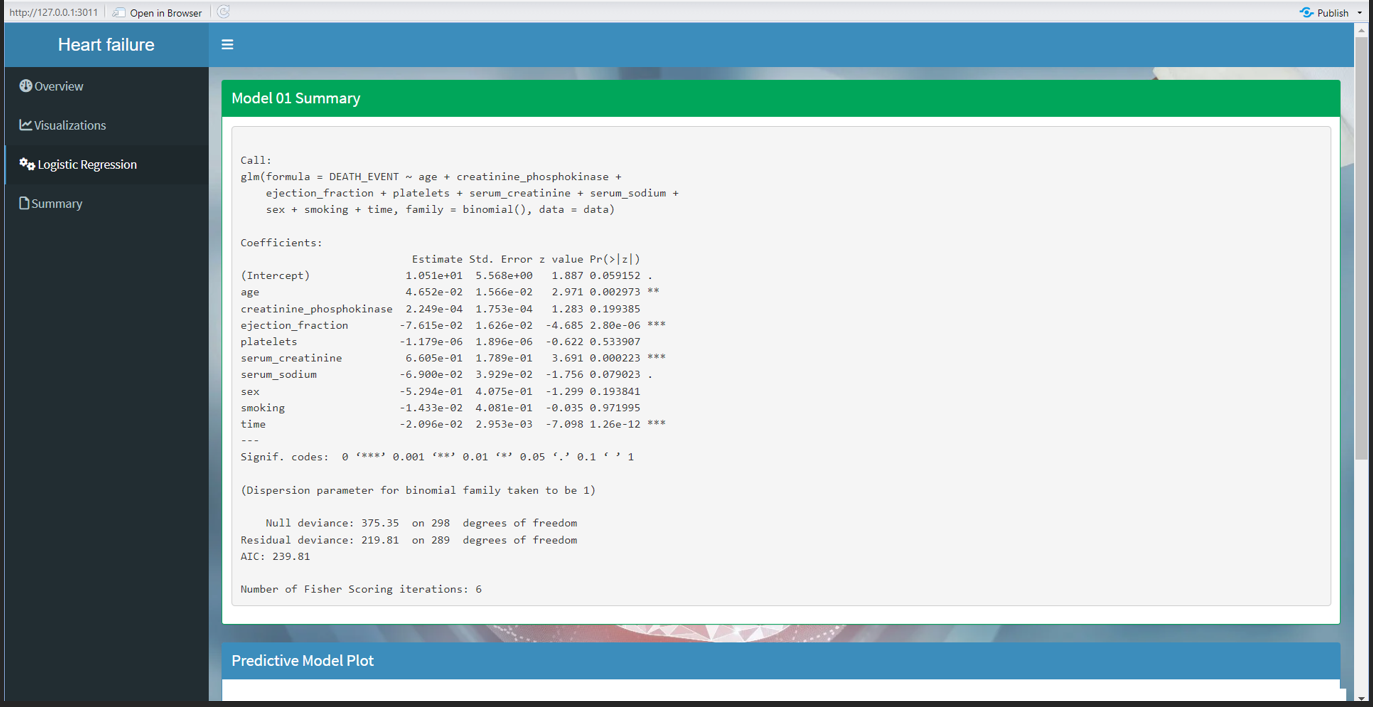 http://127.0.0.1:3011 Open in Browser Publish
Heart failure
Overview
Visualizations
Logistic Regression
Summary
Model 01 Summary
Call:
glm(formula = DEATH_EVENT ~ age + creatinine_phosphokinase +
    ejection_fraction + platelets + serum_creatinine + serum_sodium +
    sex + smoking + time, family = binomial(), data = data)
Coefficients:
                           Estimate Std. Error z value Pr(>|z|)
(Intercept)               1.051e+01  5.568e+00   1.887 0.059152 .
age                       4.652e-02  1.566e-02   2.971 0.002973 **
creatinine_phosphokinase  2.249e-04  1.753e-04   1.283 0.199385
ejection_fraction        -7.615e-02  1.626e-02  -4.685 2.80e-06 ***
platelets                -1.179e-06  1.896e-06  -0.622 0.533907
serum_creatinine          6.605e-01  1.789e-01   3.691 0.000223 ***
serum_sodium             -6.900e-02  3.929e-02  -1.756 0.079023 .
sex                      -5.294e-01  4.075e-01  -1.299 0.193841
smoking                  -1.433e-02  4.081e-01  -0.035 0.971995
time                     -2.096e-02  2.953e-03  -7.098 1.26e-12 ***
---
Signif. codes:  0 ‘***’ 0.001 ‘**’ 0.01 ‘*’ 0.05 ‘.’ 0.1 ‘ ’ 1
(Dispersion parameter for binomial family taken to be 1)
    Null deviance: 375.35  on 298  degrees of freedom
Residual deviance: 219.81  on 289  degrees of freedom
AIC: 239.81
Number of Fisher Scoring iterations: 6
Predictive Model Plot